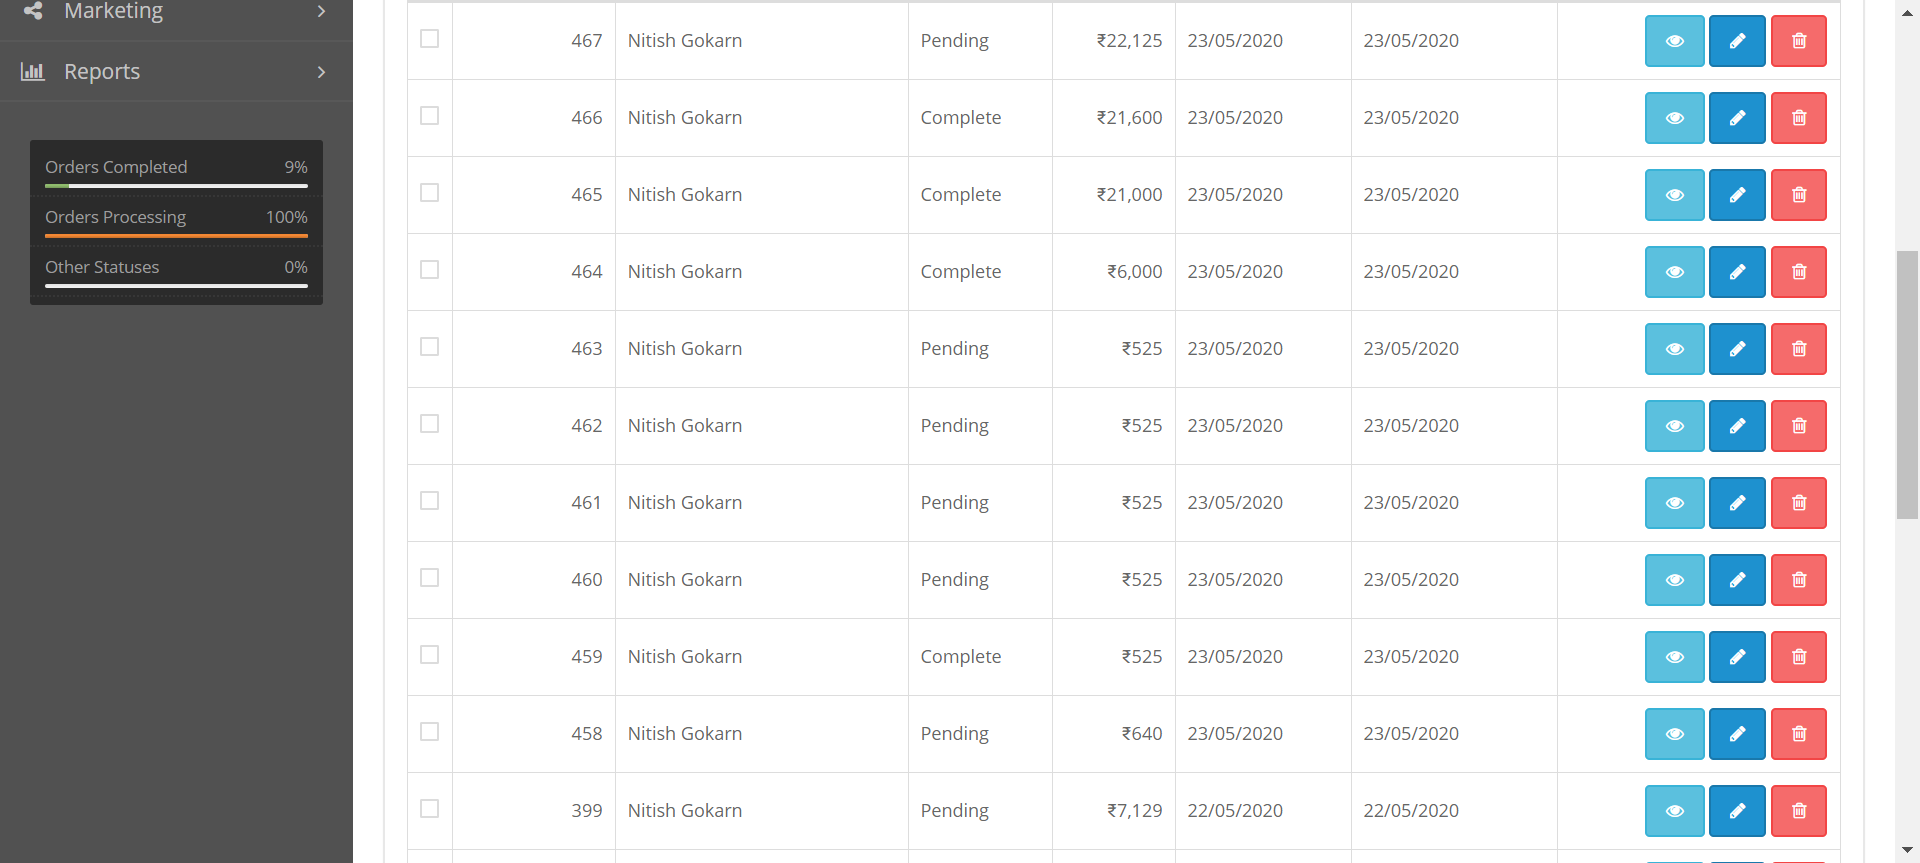 Marketing
Reports
Orders Completed 9%
Orders Processing 100%
Other Statuses 0%
467 Nitish Gokarn Pending ₹22,125 23/05/2020 23/05/2020
466 Nitish Gokarn Complete ₹21,600 23/05/2020 23/05/2020
465 Nitish Gokarn Complete ₹21,000 23/05/2020 23/05/2020
464 Nitish Gokarn Complete ₹6,000 23/05/2020 23/05/2020
463 Nitish Gokarn Pending ₹525 23/05/2020 23/05/2020
462 Nitish Gokarn Pending ₹525 23/05/2020 23/05/2020
461 Nitish Gokarn Pending ₹525 23/05/2020 23/05/2020
460 Nitish Gokarn Pending ₹525 23/05/2020 23/05/2020
459 Nitish Gokarn Complete ₹525 23/05/2020 23/05/2020
458 Nitish Gokarn Pending ₹640 23/05/2020 23/05/2020
399 Nitish Gokarn Pending ₹7,129 22/05/2020 22/05/2020